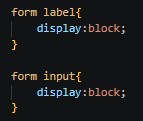 form label{
    display:block;
}

form input{
    display:block;
}